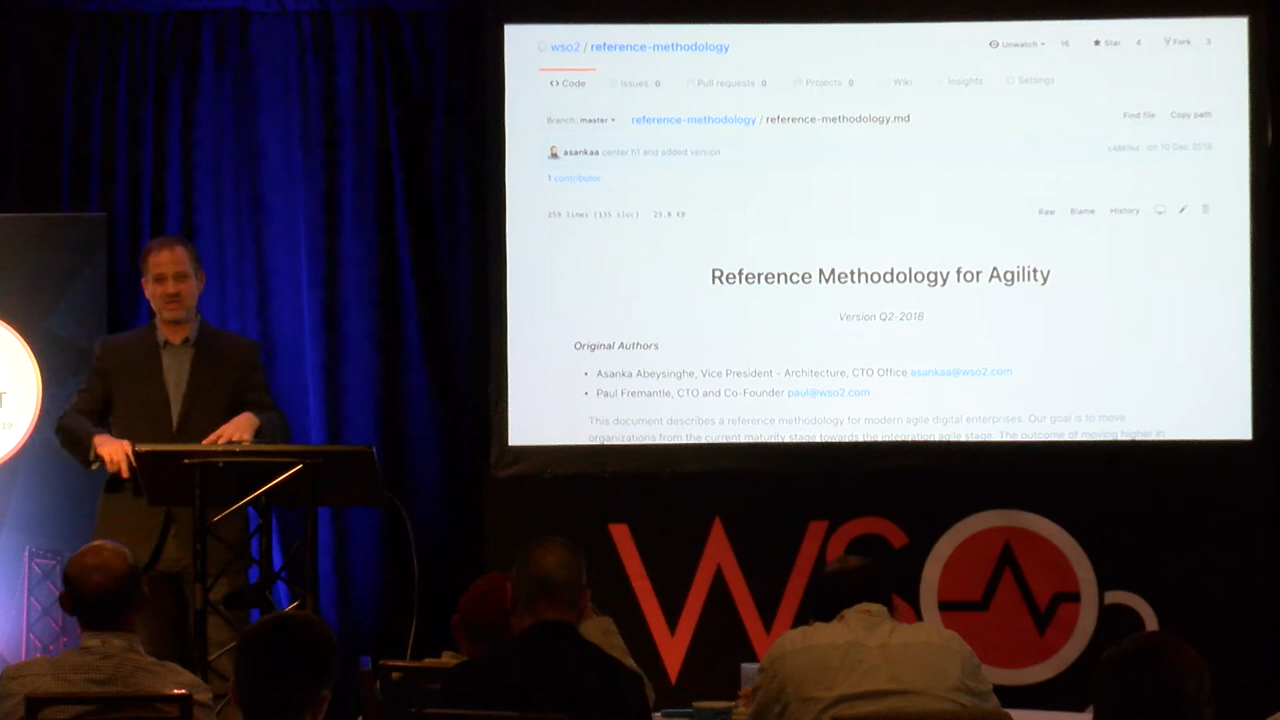 wso2 / reference-methodology
Unwatch 16 Star 4 Fork 3
Code Issues 0 Pull requests 0 Projects 0 Wiki Insights Settings
Branch: master reference-methodology / reference-methodology.md Find file Copy path
asankaa center h1 and added version on 10 Dec 2018
1 contributor
259 lines (135 sloc) 29.8 KB Raw Blame History
Reference Methodology for Agility
Version Q2-2018
Original Authors
• Asanka Abeysinghe, Vice President - Architecture, CTO Office asankaa@wso2.com
• Paul Fremantle, CTO and Co-Founder paul@wso2.com
This document describes a reference methodology for modern agile digital enterprises. Our goal is to move
organizations from the current maturity stage towards the integration agile stage. The outcome of moving higher in
T
19
WSO